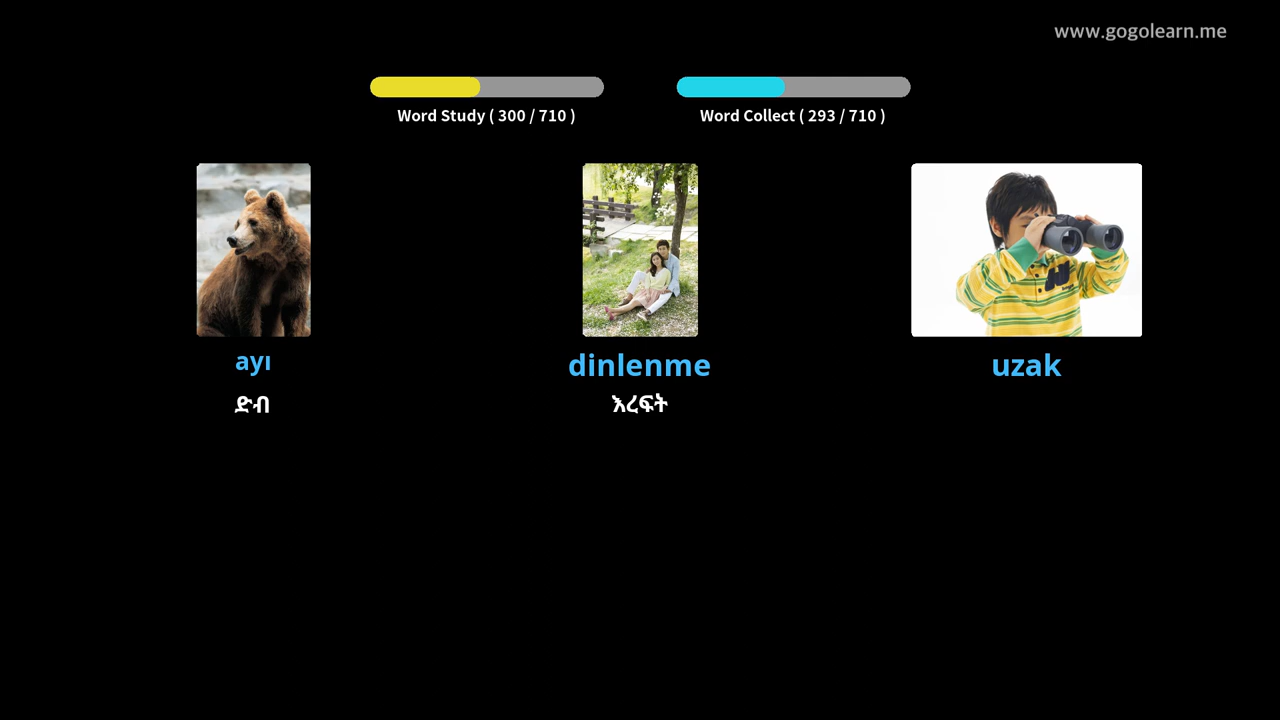 www.gogolearn.me
Word Study ( 300 / 710 )
Word Collect ( 293 / 710 )
ayı
dinlenme
uzak
ድብ
እረፍት